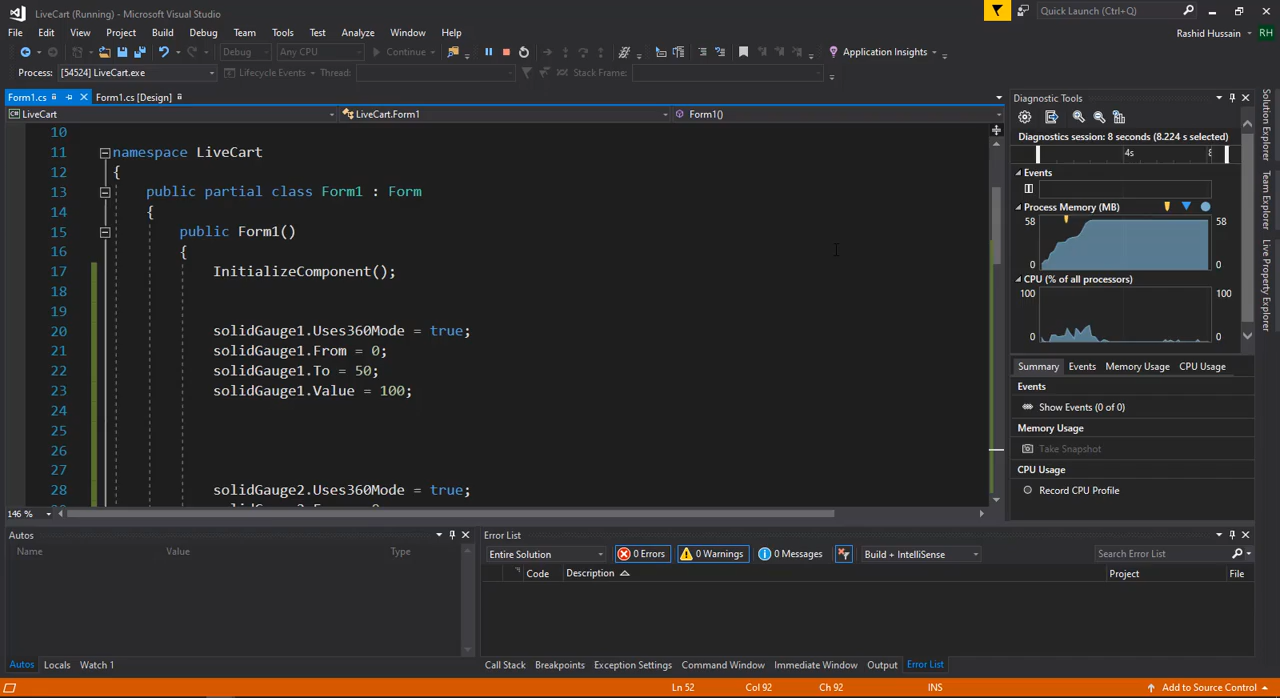 LiveCart (Running) - Microsoft Visual Studio
Quick Launch (Ctrl+Q)
File Edit View Project Build Debug Team Tools Test Analyze Window Help
Rashid Hussain RH
Debug Any CPU Continue Application Insights
Process: [54524] LiveCart.exe Lifecycle Events Thread: Stack Frame:
Form1.cs Form1.cs [Design]
LiveCart LiveCart.Form1 Form1()
10
11 namespace LiveCart
12 {
13 public partial class Form1 : Form
14 {
15 public Form1()
16 {
17 InitializeComponent();
18
19
20 solidGauge1.Uses360Mode = true;
21 solidGauge1.From = 0;
22 solidGauge1.To = 50;
23 solidGauge1.Value = 100;
24
25
26
27
28 solidGauge2.Uses360Mode = true;
146 %
Diagnostic Tools
Diagnostic session: 8 seconds (8.224 s selected)
4s 8
Events
Process Memory (MB)
58 58
0 0
CPU (% of all processors)
100 100
0 0
Summary Events Memory Usage CPU Usage
Events
Show Events (0 of 0)
Memory Usage
Take Snapshot
CPU Usage
Record CPU Profile
Solution Explorer
Team Explorer
Live Property Explorer
Autos
Name Value Type
Autos Locals Watch 1
Error List
Entire Solution 0 Errors 0 Warnings 0 Messages Build + IntelliSense Search Error List
Code Description Project File
Call Stack Breakpoints Exception Settings Command Window Immediate Window Output Error List
Ln 52 Col 92 Ch 92 INS Add to Source Control